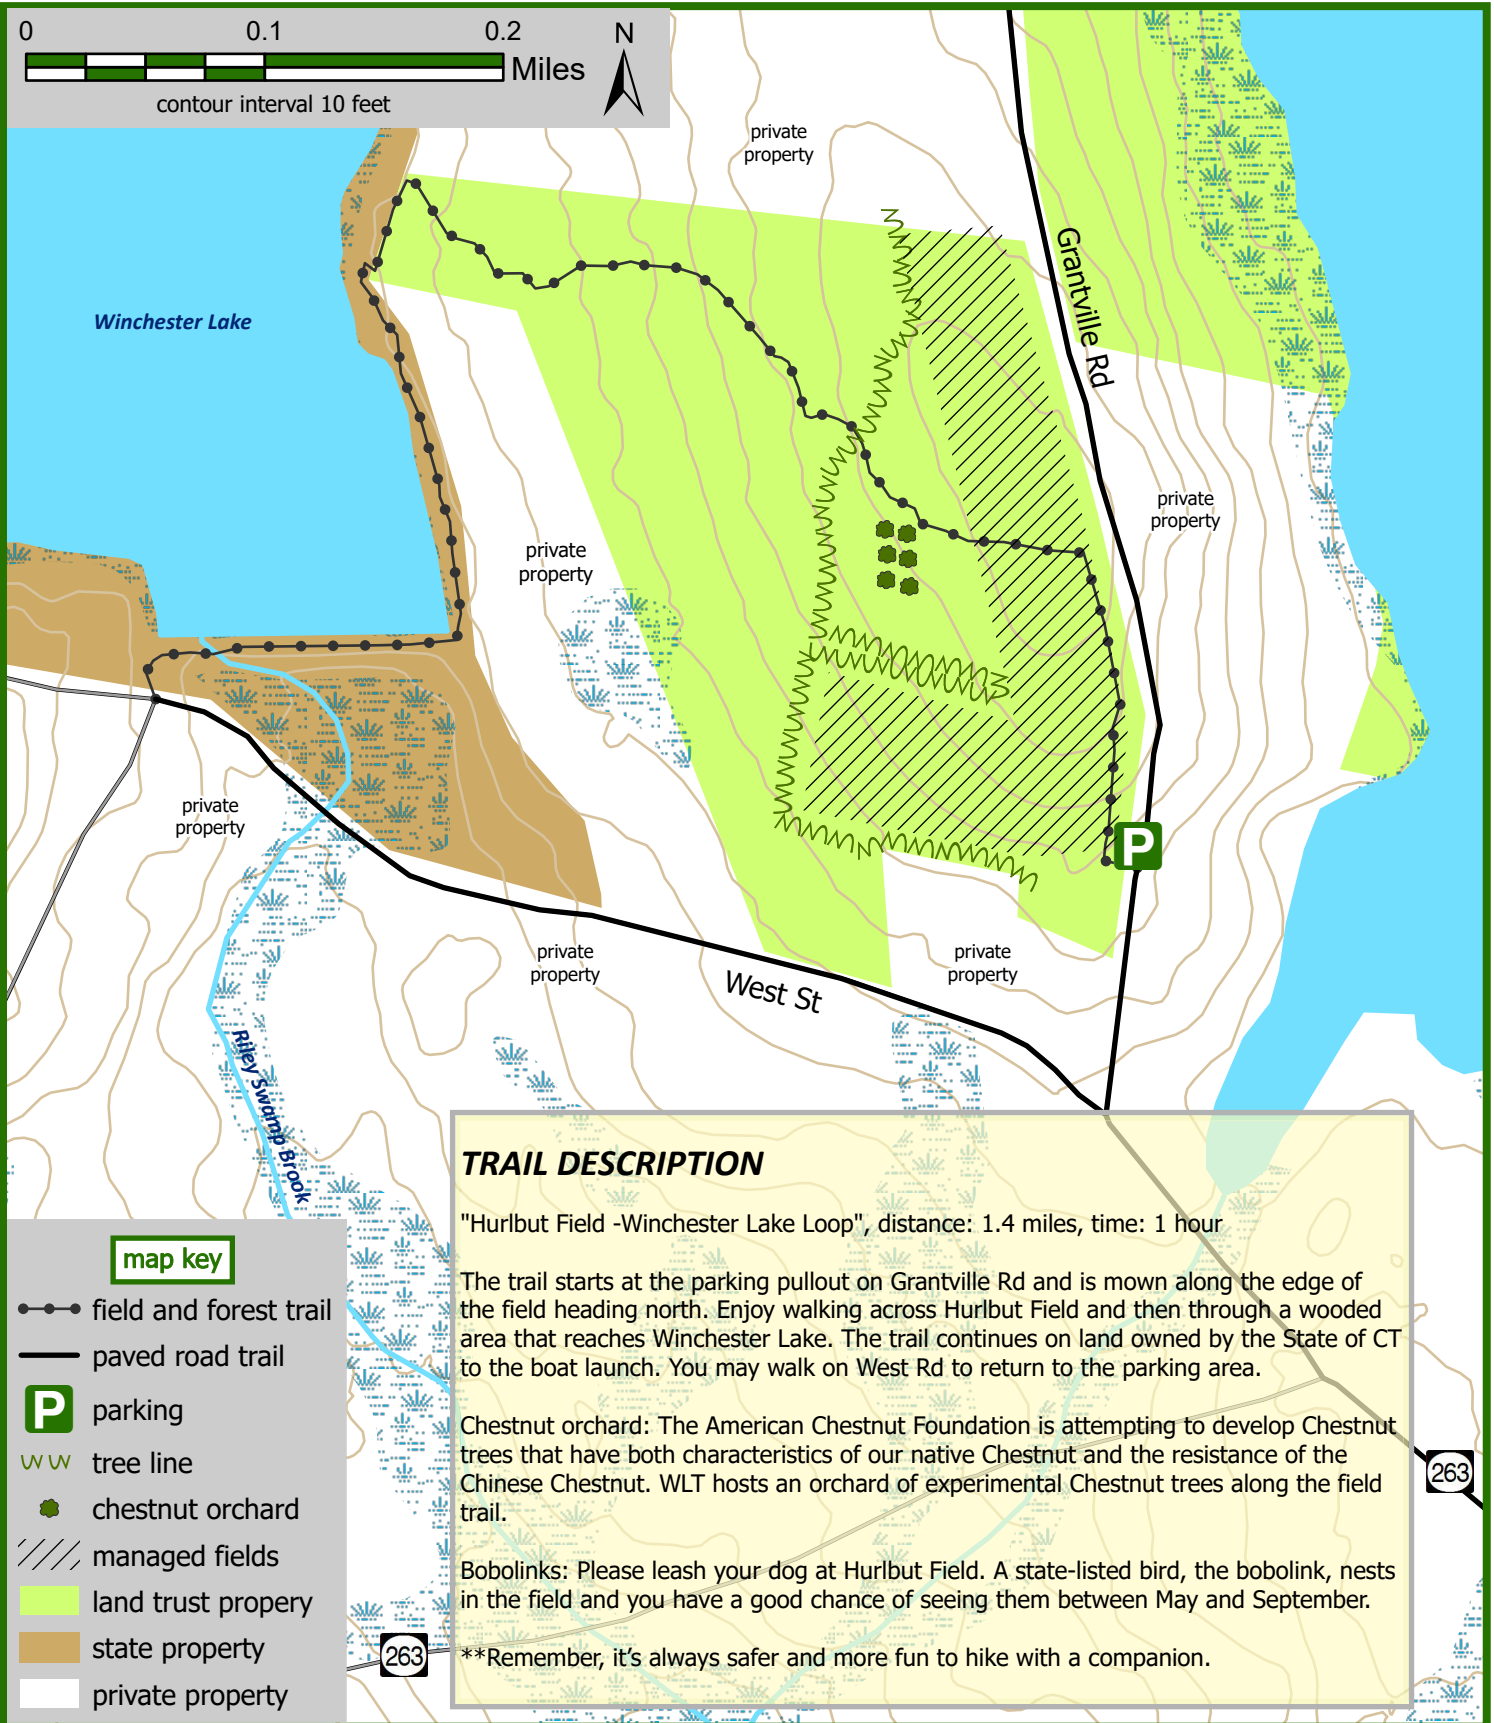 0 0.1 0.2
Miles
contour interval 10 feet
N
private
property
Winchester Lake
Grantville Rd
private
property
private
property
private
property
P
private
property
private
property
West St
Riley Swamp Brook
TRAIL DESCRIPTION
"Hurlbut Field -Winchester Lake Loop", distance: 1.4 miles, time: 1 hour
The trail starts at the parking pullout on Grantville Rd and is mown along the edge of
the field heading north. Enjoy walking across Hurlbut Field and then through a wooded
area that reaches Winchester Lake. The trail continues on land owned by the State of CT
to the boat launch. You may walk on West Rd to return to the parking area.
Chestnut orchard: The American Chestnut Foundation is attempting to develop Chestnut
trees that have both characteristics of our native Chestnut and the resistance of the
Chinese Chestnut. WLT hosts an orchard of experimental Chestnut trees along the field
trail.
Bobolinks: Please leash your dog at Hurlbut Field. A state-listed bird, the bobolink, nests
in the field and you have a good chance of seeing them between May and September.
**Remember, it’s always safer and more fun to hike with a companion.
263
263
map key
field and forest trail
paved road trail
P parking
tree line
chestnut orchard
managed fields
land trust propery
state property
private property